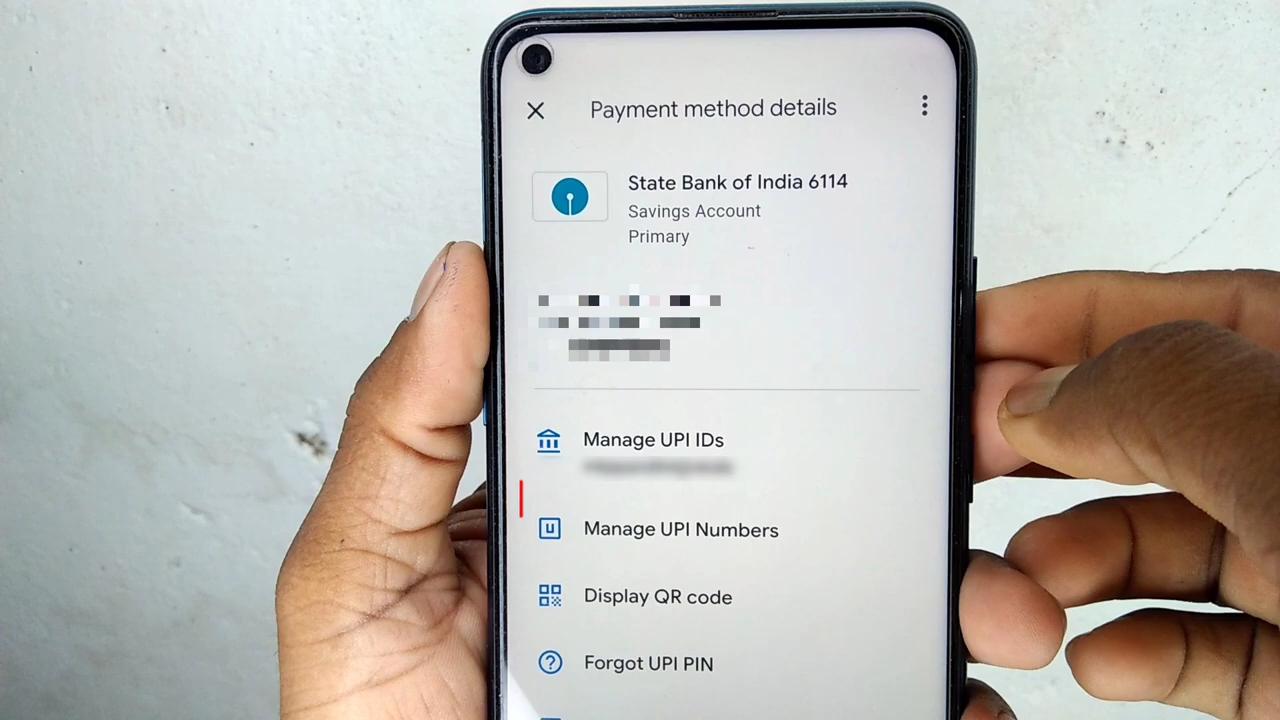 Payment method details
State Bank of India 6114
Savings Account
Primary
Manage UPI IDs
Manage UPI Numbers
Display QR code
Forgot UPI PIN